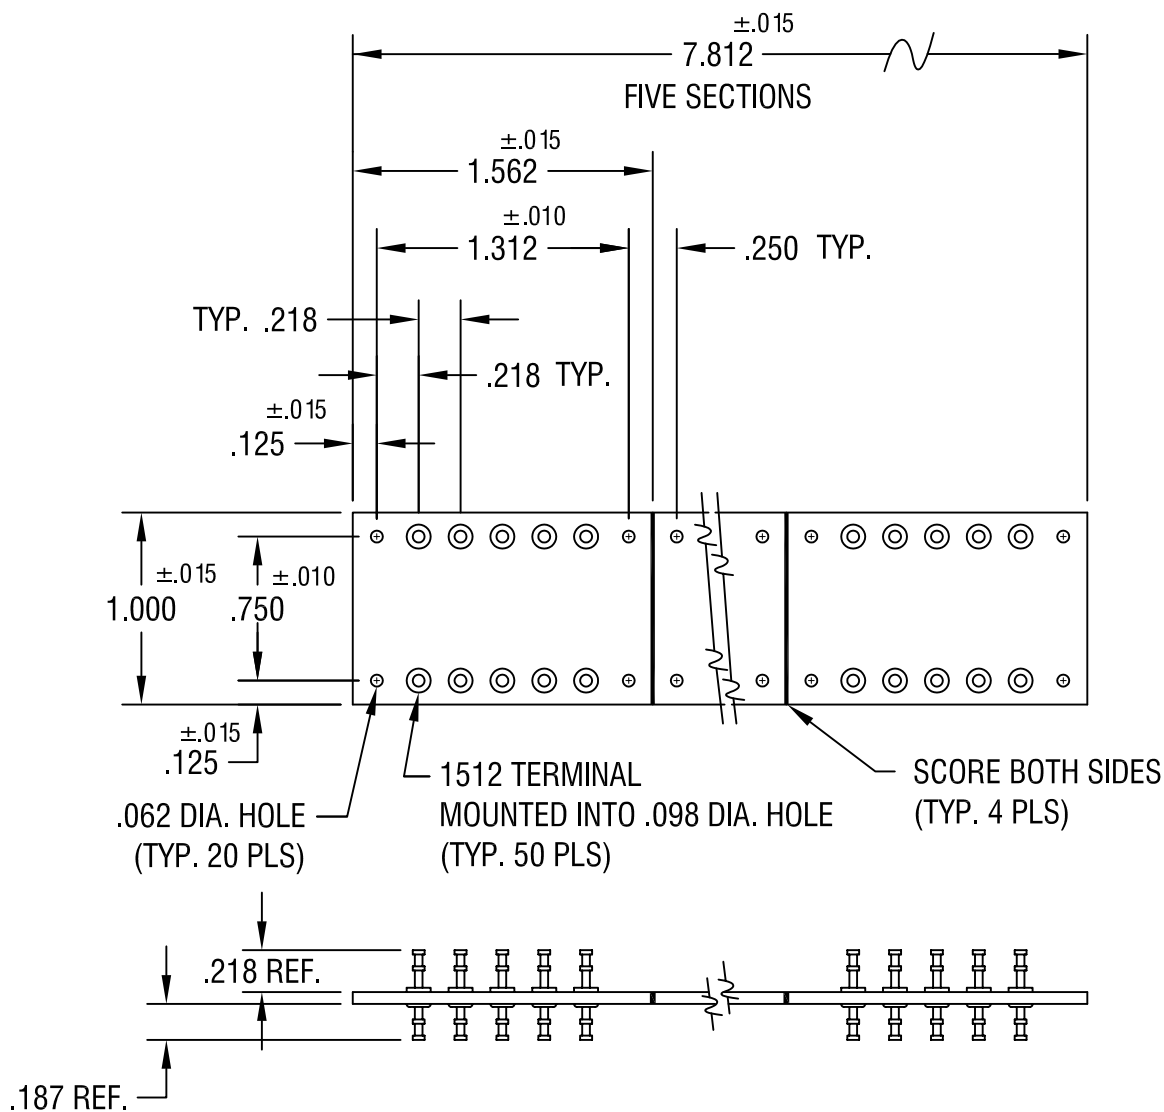 ±.015
7.812
FIVE SECTIONS
±.015
1.562
±.010
1.312
.250 TYP.
TYP. .218
.218 TYP.
±.015
.125
±.015
1.000
±.010
.750
±.015
.125
.062 DIA. HOLE
(TYP. 20 PLS)
1512 TERMINAL
MOUNTED INTO .098 DIA. HOLE
(TYP. 50 PLS)
SCORE BOTH SIDES
(TYP. 4 PLS)
.218 REF.
.187 REF.